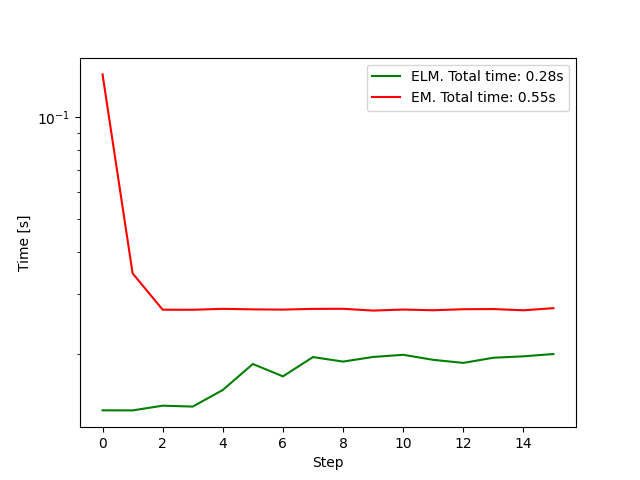 ELM. Total time: 0.28s
EM. Total time: 0.55s
10⁻¹
Time [s]
0 2 4 6 8 10 12 14
Step